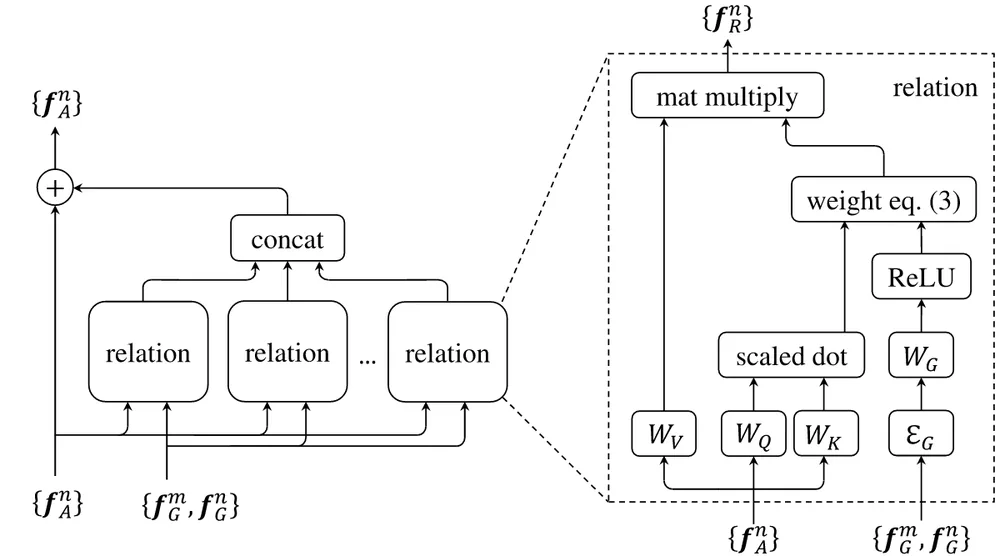 {f_A^n}
+
concat
relation
relation
...
relation
{f_A^n}
{f_G^m, f_G^n}
{f_R^n}
relation
mat multiply
weight eq. (3)
ReLU
scaled dot
W_G
W_V
W_Q
W_K
ℰ_G
{f_A^n}
{f_G^m, f_G^n}